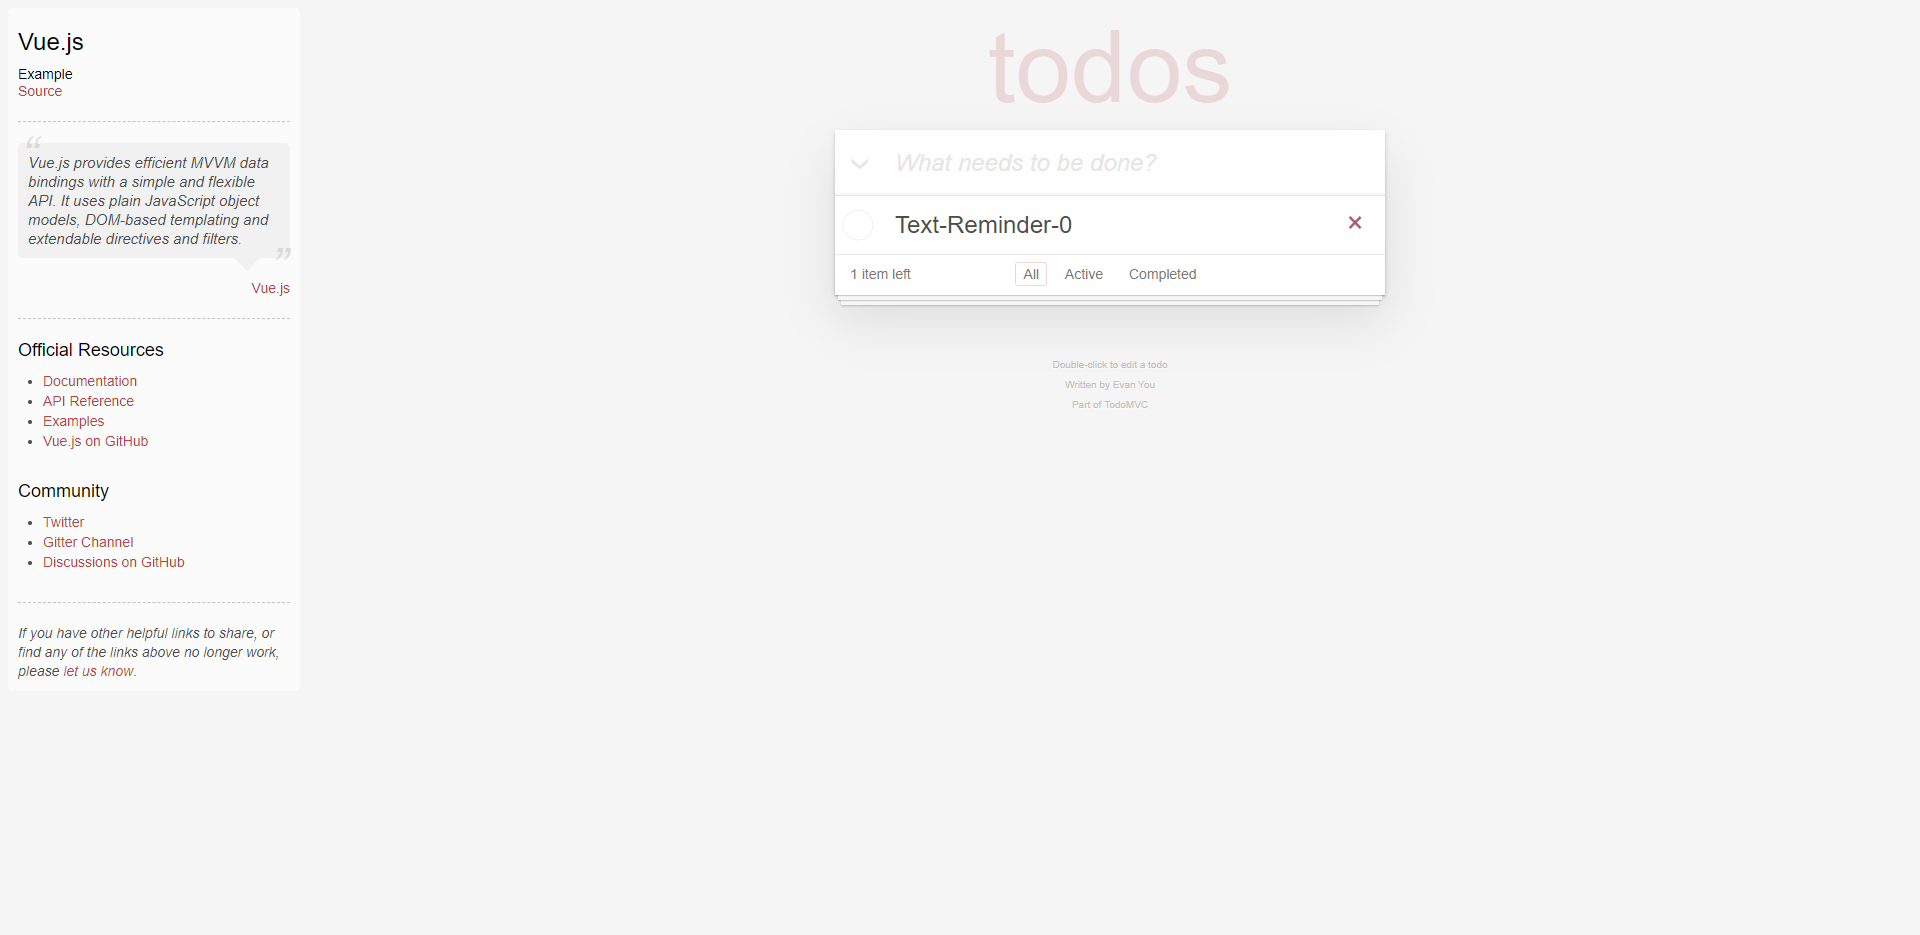 Vue.js
Example
Source
“
Vue.js provides efficient MVVM data
bindings with a simple and flexible
API. It uses plain JavaScript object
models, DOM-based templating and
extendable directives and filters.
”
Vue.js
Official Resources
• Documentation
• API Reference
• Examples
• Vue.js on GitHub
Community
• Twitter
• Gitter Channel
• Discussions on GitHub
If you have other helpful links to share, or
find any of the links above no longer work,
please let us know.
todos
What needs to be done?
Text-Reminder-0 ×
1 item left All Active Completed
Double-click to edit a todo
Written by Evan You
Part of TodoMVC